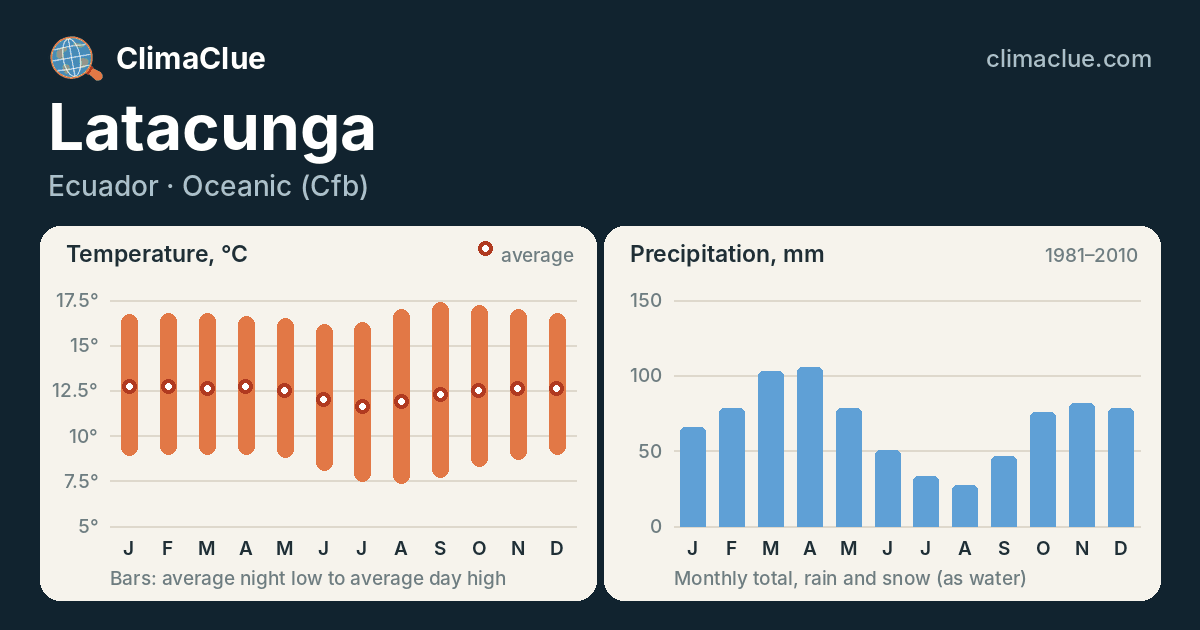 ClimaClue
climaclue.com
Latacunga
Ecuador · Oceanic (Cfb)
Temperature, °C
average
17.5°
15°
12.5°
10°
7.5°
5°
J F M A M J J A S O N D
Bars: average night low to average day high
Precipitation, mm
1981–2010
150
100
50
0
J F M A M J J A S O N D
Monthly total, rain and snow (as water)